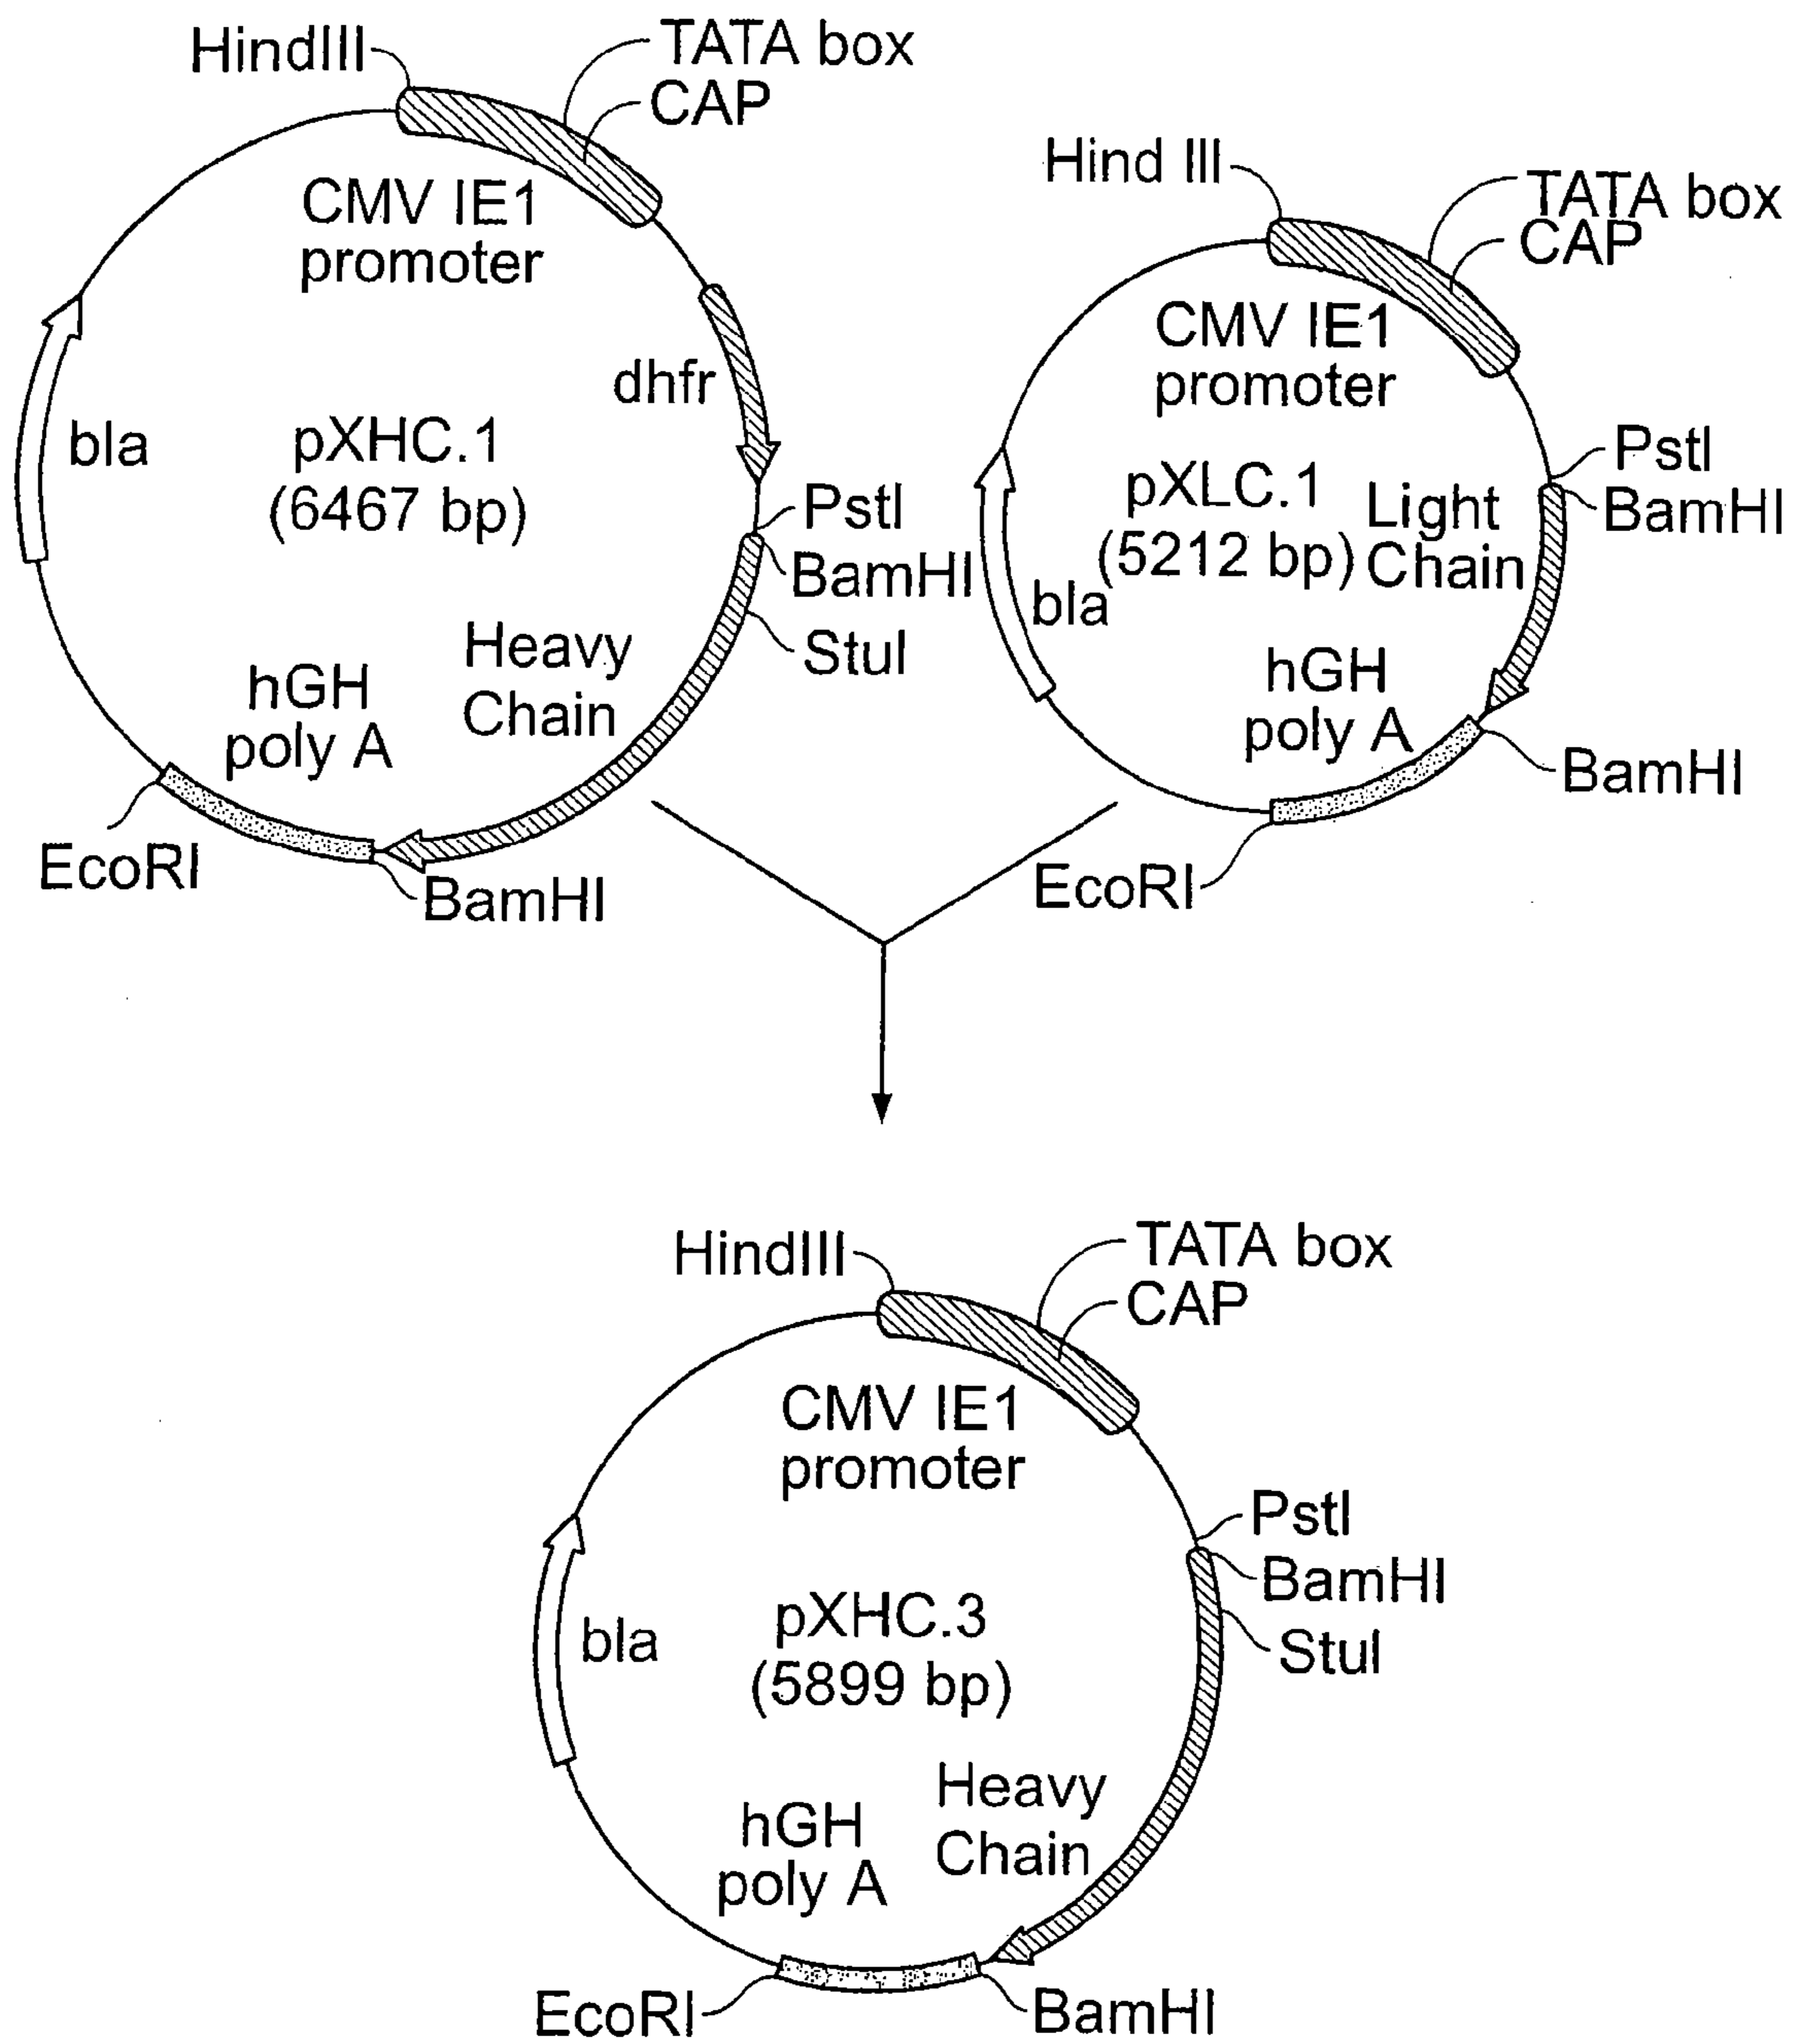 HindIII
TATA box
CAP
CMV IE1
promoter
dhfr
bla
pXHC.1
(6467 bp)
PstI
BamHI
StuI
Heavy
Chain
hGH
poly A
EcoRI
BamHI
Hind III
TATA box
CAP
CMV IE1
promoter
PstI
BamHI
pXLC.1
(5212 bp)
Light
Chain
bla
hGH
poly A
BamHI
EcoRI
HindIII
TATA box
CAP
CMV IE1
promoter
PstI
BamHI
StuI
pXHC.3
(5899 bp)
bla
Heavy
Chain
hGH
poly A
EcoRI
BamHI